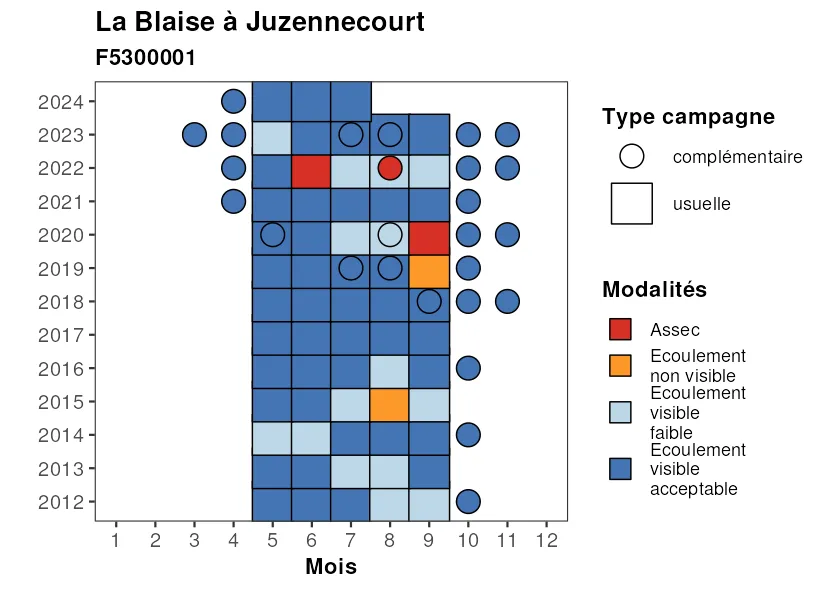 La Blaise à Juzennecourt
F5300001
2024
2023
2022
2021
2020
2019
2018
2017
2016
2015
2014
2013
2012
1 2 3 4 5 6 7 8 9 10 11 12
Mois
Type campagne
complémentaire
usuelle
Modalités
Assec
Ecoulement
non visible
Ecoulement
visible
faible
Ecoulement
visible
acceptable